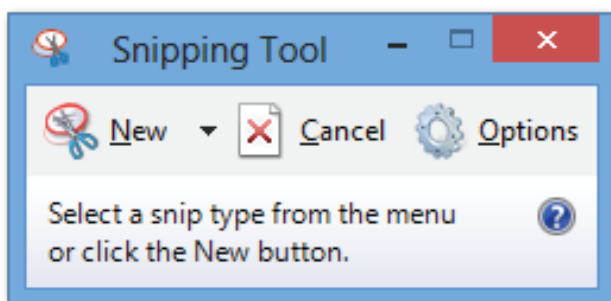 Snipping Tool
New Cancel Options
Select a snip type from the menu
or click the New button.